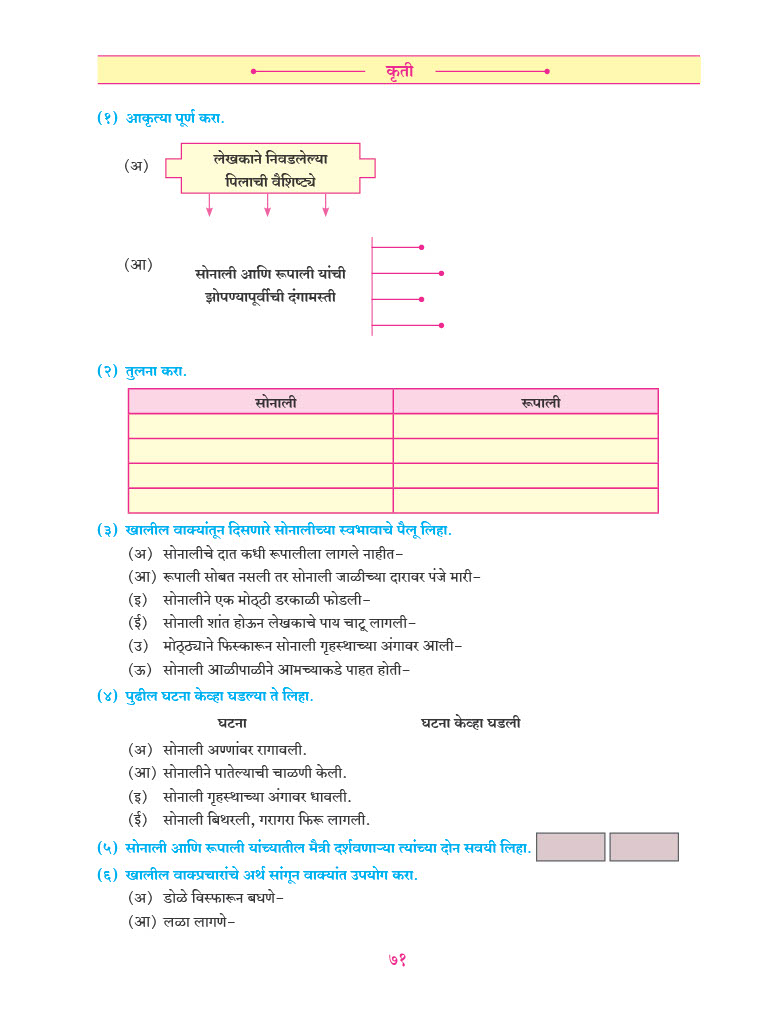 कृती
(१) आकृत्या पूर्ण करा.
(अ) लेखकाने निवडलेल्या
पिलाची वैशिष्ट्ये
(आ) सोनाली आणि रूपाली यांची
झोपण्यापूर्वीची दंगामस्ती
(२) तुलना करा.
सोनाली रूपाली
(३) खालील वाक्यांतून दिसणारे सोनालीच्या स्वभावाचे पैलू लिहा.
(अ) सोनालीचे दात कधी रूपालीला लागले नाहीत-
(आ) रूपाली सोबत नसली तर सोनाली जाळीच्या दारावर पंजे मारी-
(इ) सोनालीने एक मोठ्ठी डरकाळी फोडली-
(ई) सोनाली शांत होऊन लेखकाचे पाय चाटू लागली-
(उ) मोठ्ठ्याने फिस्कारून सोनाली गृहस्थाच्या अंगावर आली-
(ऊ) सोनाली आळीपाळीने आमच्याकडे पाहत होती-
(४) पुढील घटना केव्हा घडल्या ते लिहा.
घटना घटना केव्हा घडली
(अ) सोनाली अण्णांवर रागावली.
(आ) सोनालीने पातेल्याची चाळणी केली.
(इ) सोनाली गृहस्थाच्या अंगावर धावली.
(ई) सोनाली बिथरली, गरागरा फिरू लागली.
(५) सोनाली आणि रूपाली यांच्यातील मैत्री दर्शवणाऱ्या त्यांच्या दोन सवयी लिहा.
(६) खालील वाक्प्रचारांचे अर्थ सांगून वाक्यांत उपयोग करा.
(अ) डोळे विस्फारून बघणे-
(आ) लळा लागणे-
७१